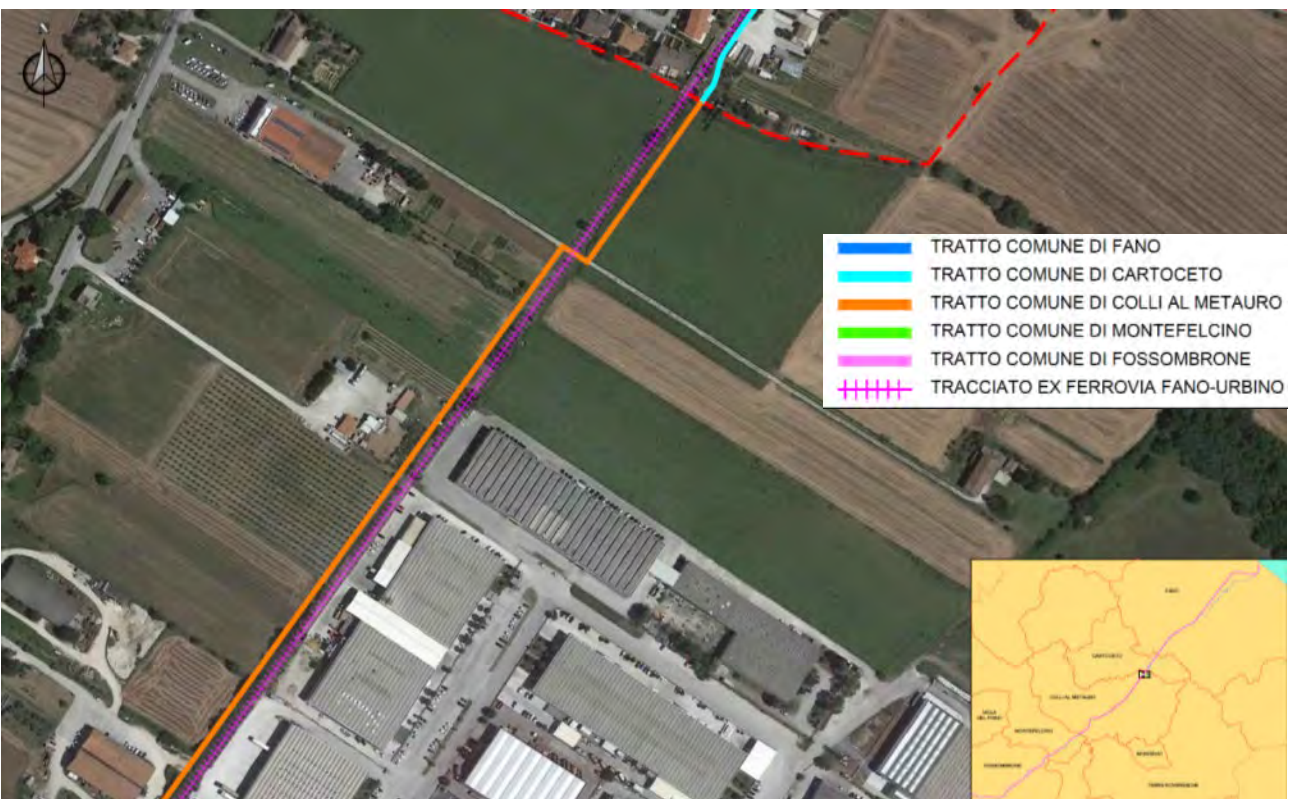 N
TRATTO COMUNE DI FANO
TRATTO COMUNE DI CARTOCETO
TRATTO COMUNE DI COLLI AL METAURO
TRATTO COMUNE DI MONTEFELCINO
TRATTO COMUNE DI FOSSOMBRONE
TRACCIATO EX FERROVIA FANO-URBINO
FANO
CARTOCETO
COLLI AL METAURO
MONTEFELCINO
FOSSOMBRONE